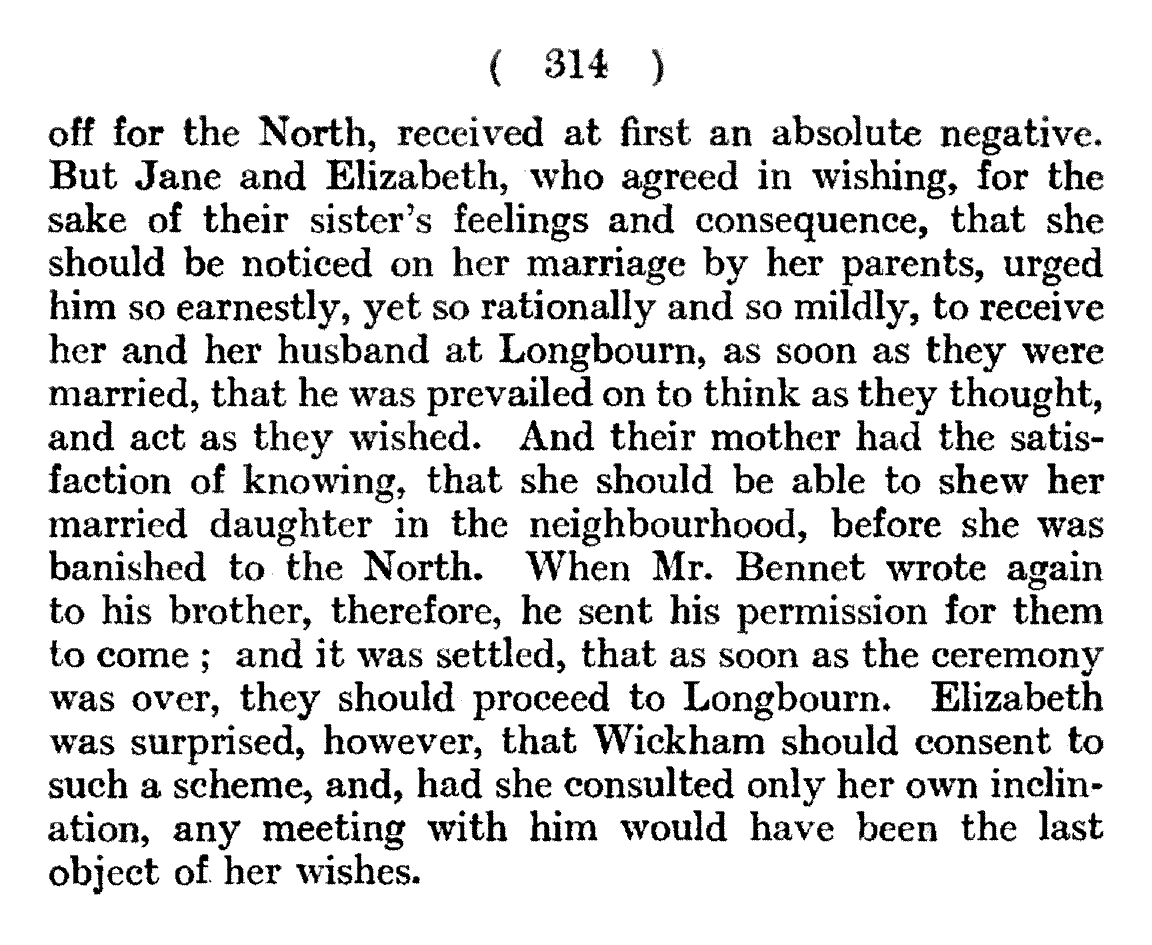 ( 314 )
off for the North, received at first an absolute negative.
But Jane and Elizabeth, who agreed in wishing, for the
sake of their sister's feelings and consequence, that she
should be noticed on her marriage by her parents, urged
him so earnestly, yet so rationally and so mildly, to receive
her and her husband at Longbourn, as soon as they were
married, that he was prevailed on to think as they thought,
and act as they wished. And their mother had the satis-
faction of knowing, that she should be able to shew her
married daughter in the neighbourhood, before she was
banished to the North. When Mr. Bennet wrote again
to his brother, therefore, he sent his permission for them
to come ; and it was settled, that as soon as the ceremony
was over, they should proceed to Longbourn. Elizabeth
was surprised, however, that Wickham should consent to
such a scheme, and, had she consulted only her own inclin-
ation, any meeting with him would have been the last
object of her wishes.